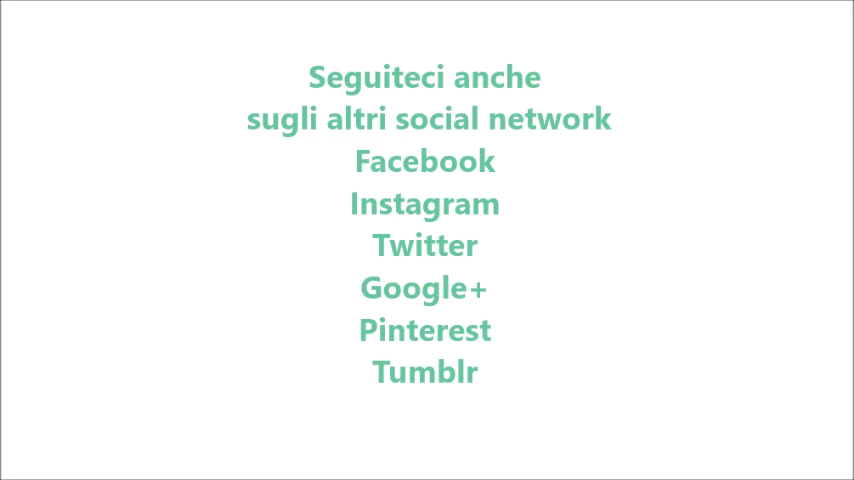 Seguiteci anche
sugli altri social network
Facebook
Instagram
Twitter
Google+
Pinterest
Tumblr